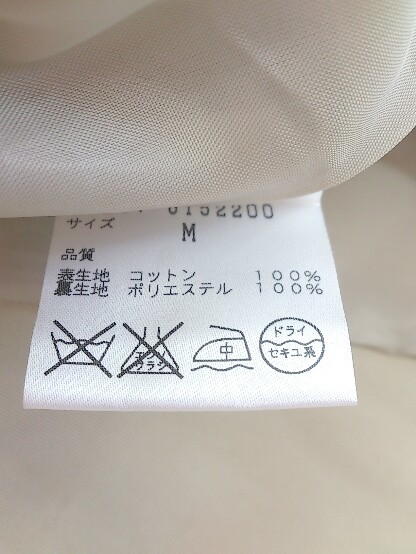 0152200
サイズ
M
品質
表生地 コットン 100%
裏生地 ポリエステル 100%
エンソ
サラシ
中
ドライ
セキユ系